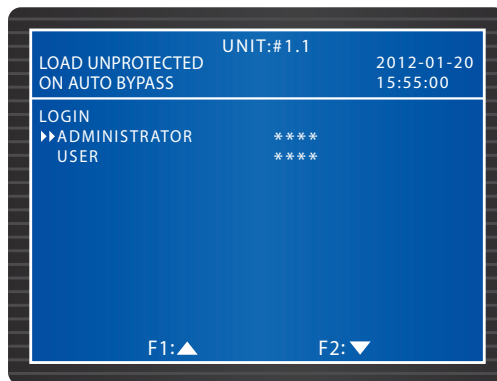 UNIT:#1.1
LOAD UNPROTECTED 2012-01-20
ON AUTO BYPASS 15:55:00
LOGIN
ADMINISTRATOR ****
USER ****
F1: F2: